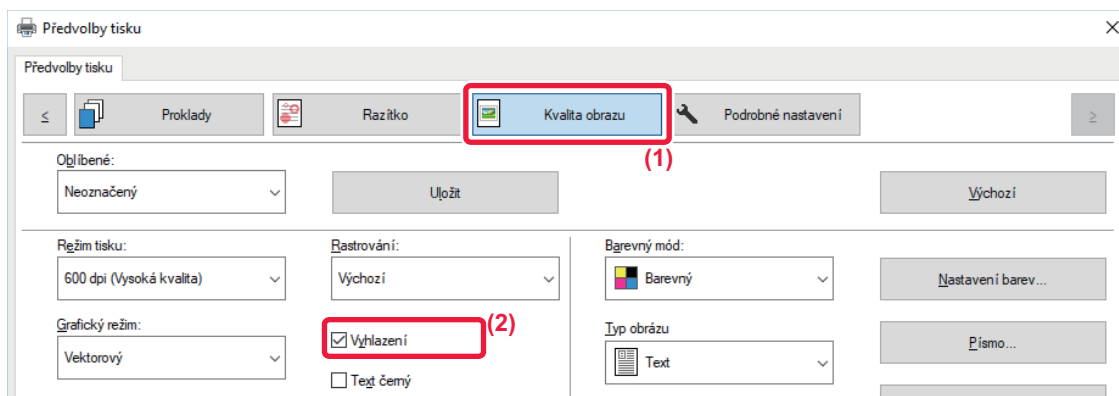 Předvolby tisku
Předvolby tisku
<
Proklady
Razítko
Kvalita obrazu
Podrobné nastavení
>
(1)
Oblíbené:
Neoznačený
Uložit
Výchozí
Režim tisku:
Rastrování:
Barevný mód:
600 dpi (Vysoká kvalita)
Výchozí
Barevný
Nastavení barev...
Grafický režim:
Vyhlazení
(2)
Typ obrázu
Písmo...
Vektorový
Text
Text černý